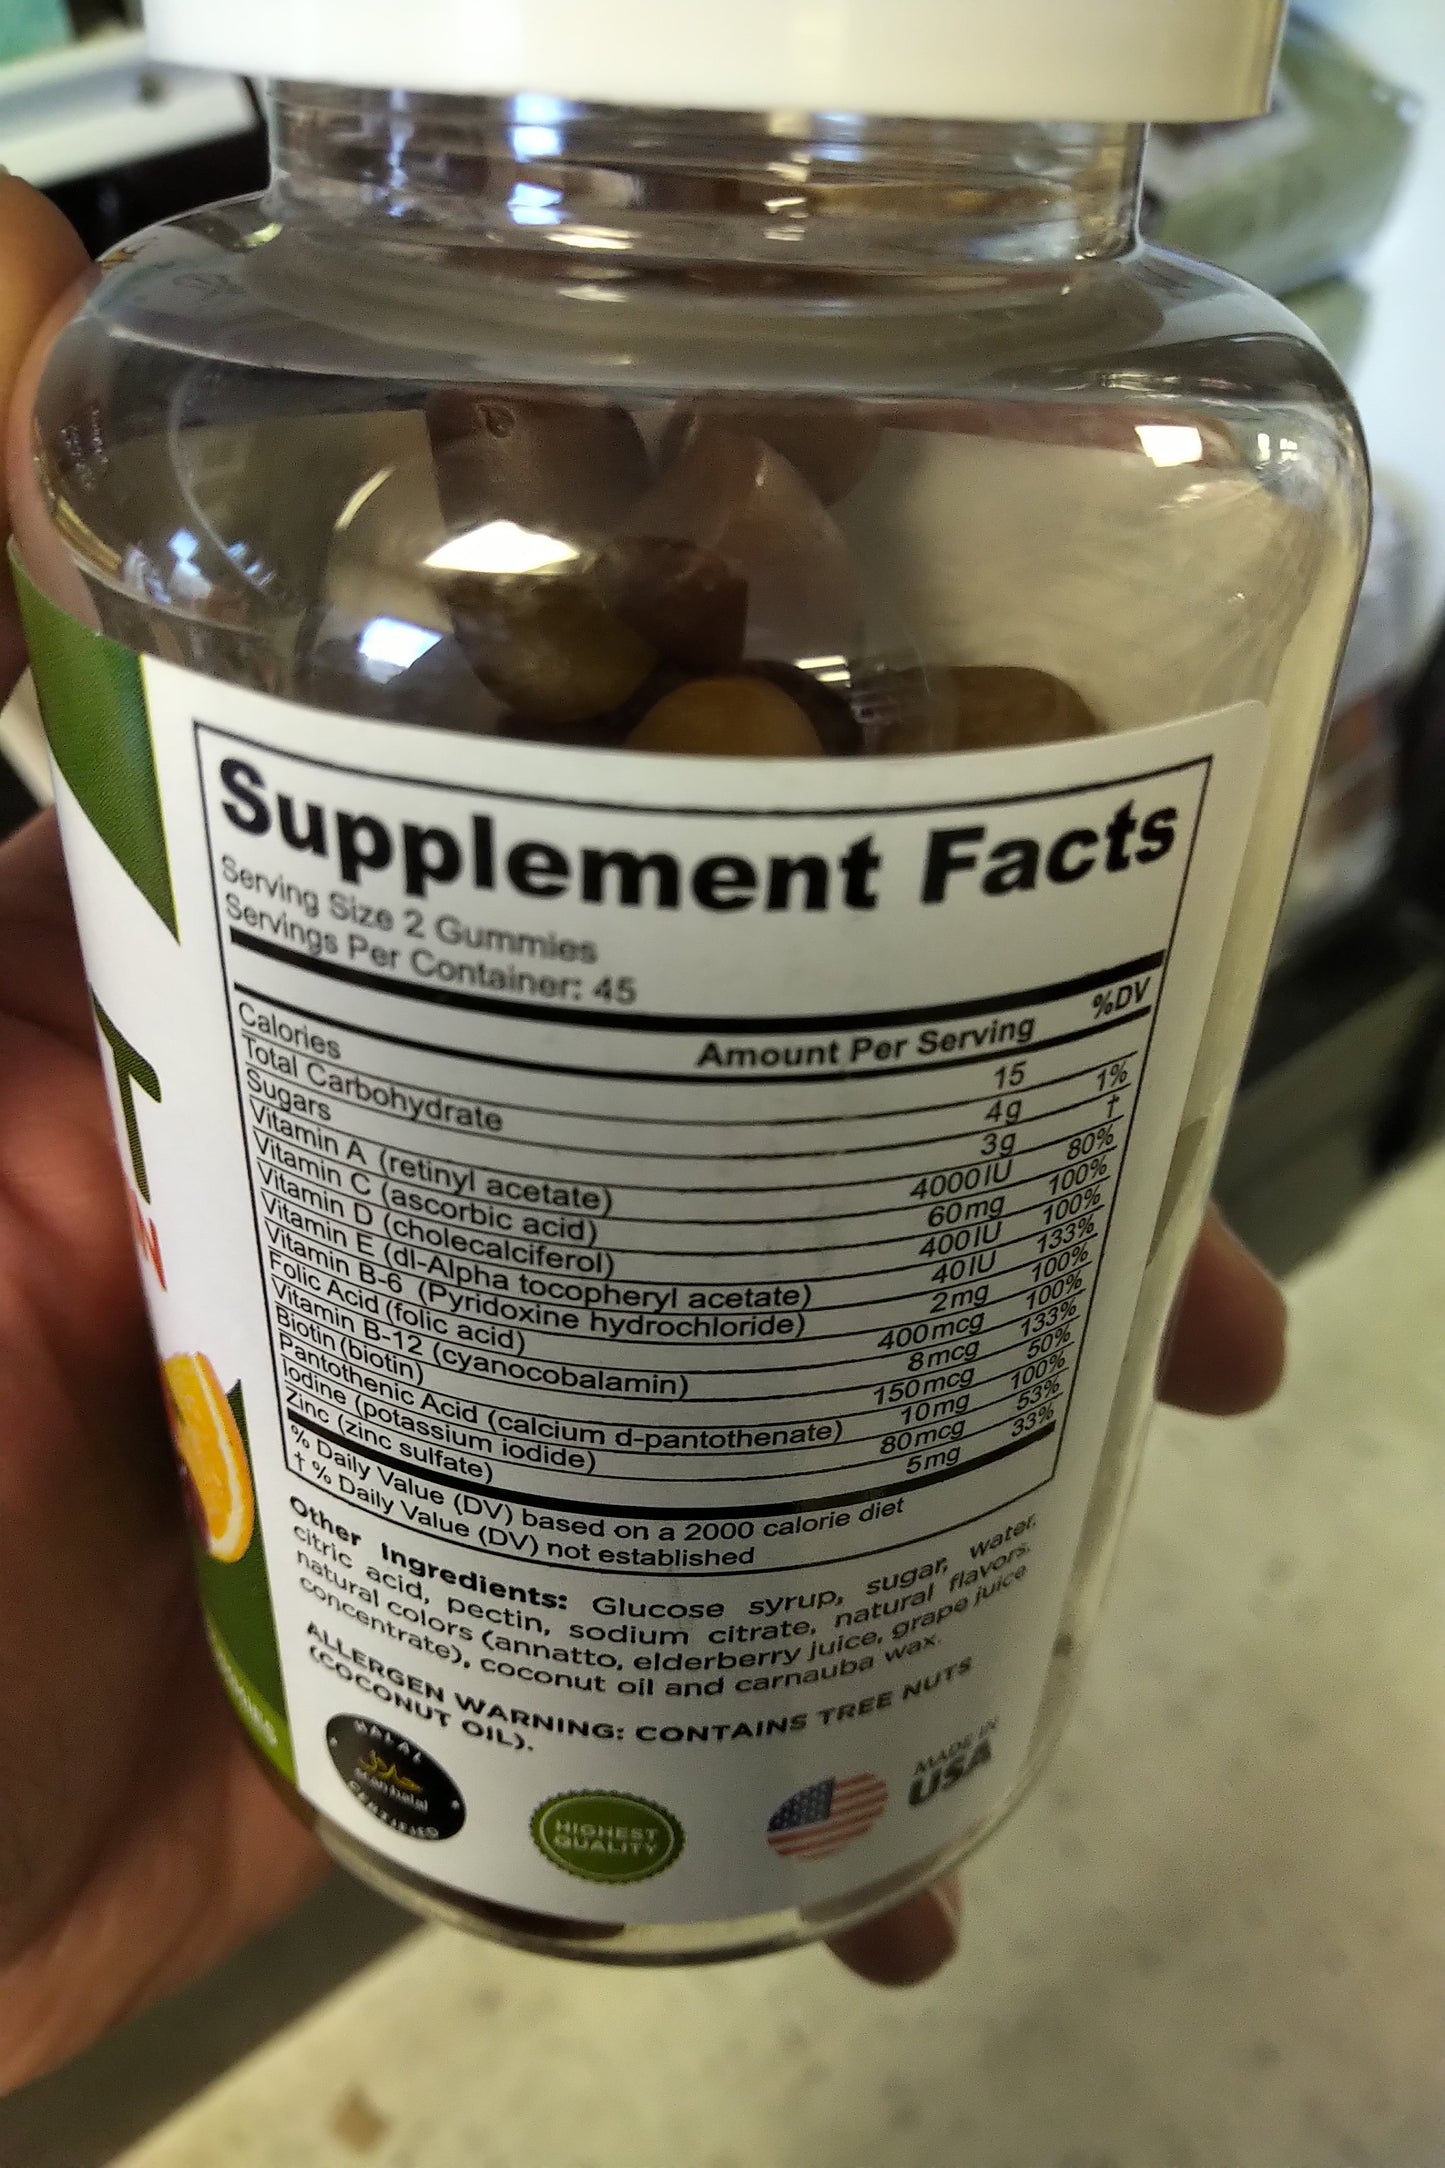 Supplement Facts
Serving Size 2 Gummies
Servings Per Container: 45
Amount Per Serving %DV
Calories 15
Total Carbohydrate 4g 1%
Sugars 3g †
Vitamin A (retinyl acetate) 4000IU 80%
Vitamin C (ascorbic acid) 60mg 100%
Vitamin D (cholecalciferol) 400IU 100%
Vitamin E (dl-Alpha tocopheryl acetate) 40IU 133%
Vitamin B-6 (Pyridoxine hydrochloride) 2mg 100%
Folic Acid (folic acid) 400mcg 100%
Vitamin B-12 (cyanocobalamin) 8mcg 133%
Biotin (biotin) 150mcg 50%
Pantothenic Acid (calcium d-pantothenate) 10mg 100%
Iodine (potassium iodide) 80mcg 53%
Zinc (zinc sulfate) 5mg 33%
% Daily Value (DV) based on a 2000 calorie diet
† % Daily Value (DV) not established
Other Ingredients: Glucose syrup, sugar, water,
citric acid, pectin, sodium citrate, natural flavors,
natural colors (annatto, elderberry juice, grape juice
concentrate), coconut oil and carnauba wax.
ALLERGEN WARNING: CONTAINS TREE NUTS
(COCONUT OIL).
HALAL
حلال
CERTIFIED
HIGHEST
QUALITY
MADE IN
USA
T